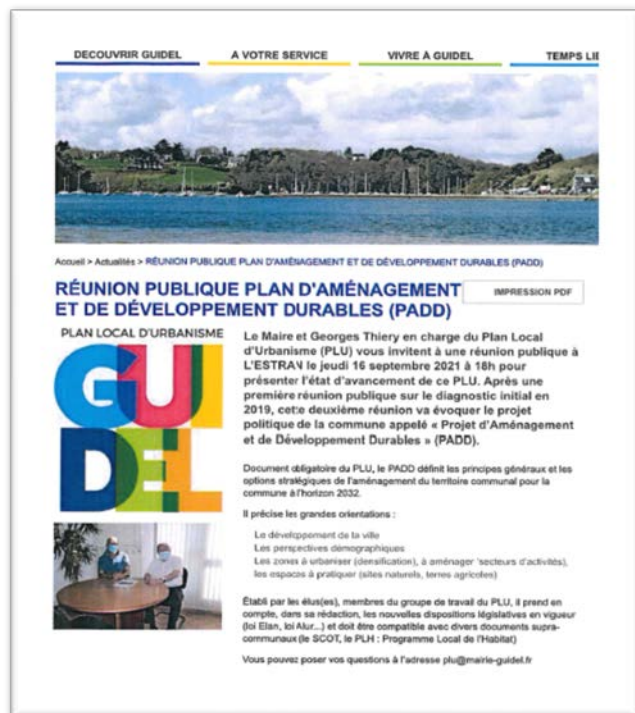 DECOUVRIR GUIDEL
A VOTRE SERVICE
VIVRE À GUIDEL
TEMPS LI
Accueil > Actualités > RÉUNION PUBLIQUE PLAN D'AMÉNAGEMENT ET DE DÉVELOPPEMENT DURABLES (PADD)
RÉUNION PUBLIQUE PLAN D'AMÉNAGEMENT
ET DE DÉVELOPPEMENT DURABLES (PADD)
IMPRESSION PDF
PLAN LOCAL D'URBANISME
GUI
DEL
Le Maire et Georges Thiery en charge du Plan Local
d'Urbanisme (PLU) vous invitent à une réunion publique à
L'ESTRAN le jeudi 16 septembre 2021 à 18h pour
présenter l'état d'avancement de ce PLU. Après une
première réunion publique sur le diagnostic initial en
2019, cette deuxième réunion va évoquer le projet
politique de la commune appelé « Projet d'Aménagement
et de Développement Durables » (PADD).
Document obligatoire du PLU, le PADD définit les principes généraux et les
options stratégiques de l'aménagement du territoire communal pour la
commune à l'horizon 2032.
Il précise les grandes orientations :
Le développement de la ville
Les perspectives démographiques
Les zones à urbaniser (densification), à aménager (secteurs d'activités),
les espaces à pratiquer (sites naturels, terres agricoles)
Établi par les élus(es), membres du groupe de travail du PLU, il prend en
compte, dans sa rédaction, les nouvelles dispositions législatives en vigueur
(loi Elan, loi Alur...) et doit être compatible avec divers documents supra-
communaux (le SCOT, le PLH : Programme Local de l'Habitat)
Vous pouvez poser vos questions à l'adresse plu@mairie-guidel.fr